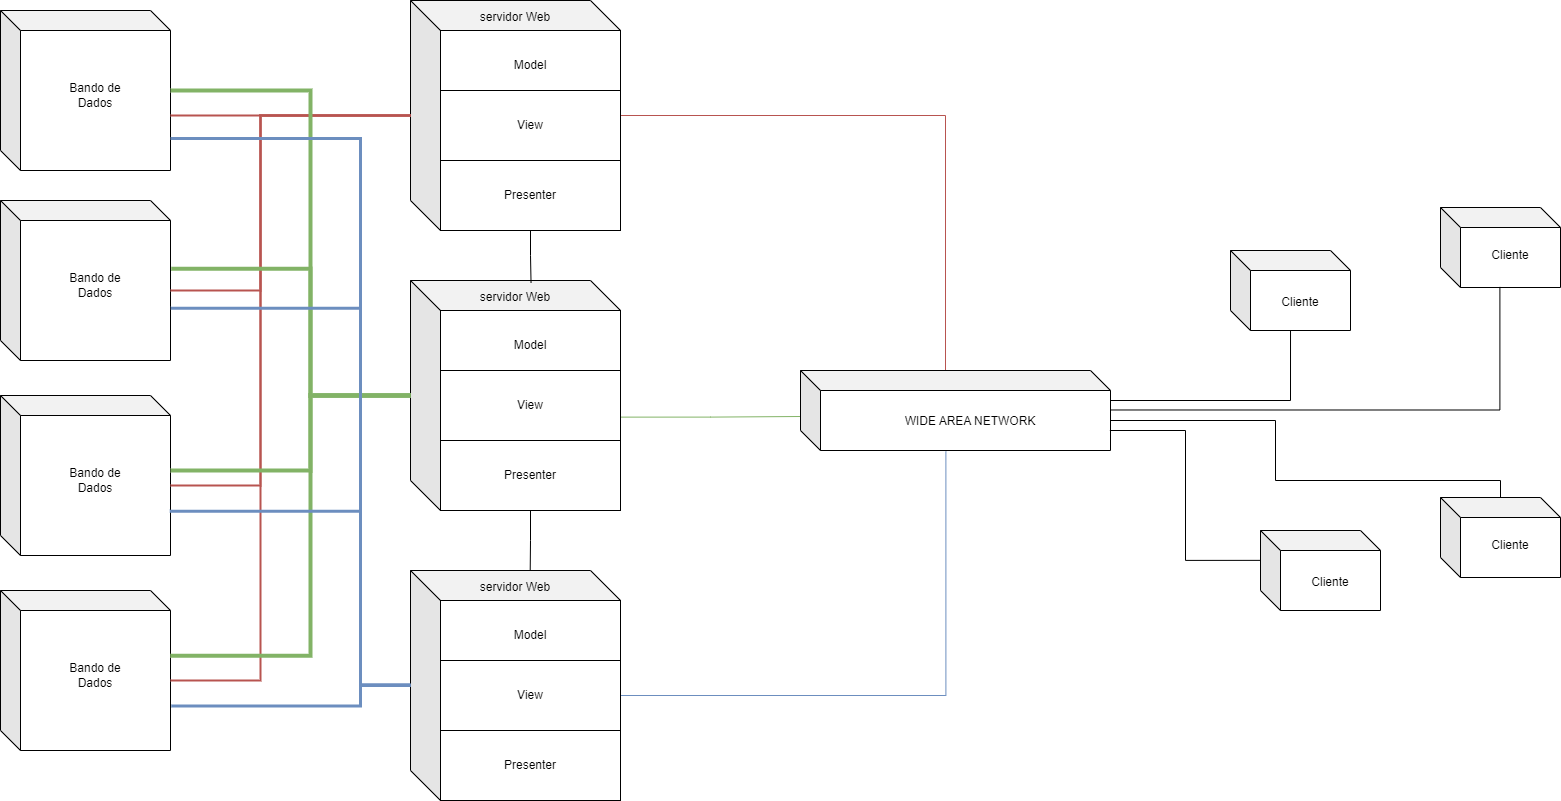 Bando de
Dados
Bando de
Dados
Bando de
Dados
Bando de
Dados
servidor Web
Model
View
Presenter
servidor Web
Model
View
Presenter
servidor Web
Model
View
Presenter
WIDE AREA NETWORK
Cliente
Cliente
Cliente
Cliente